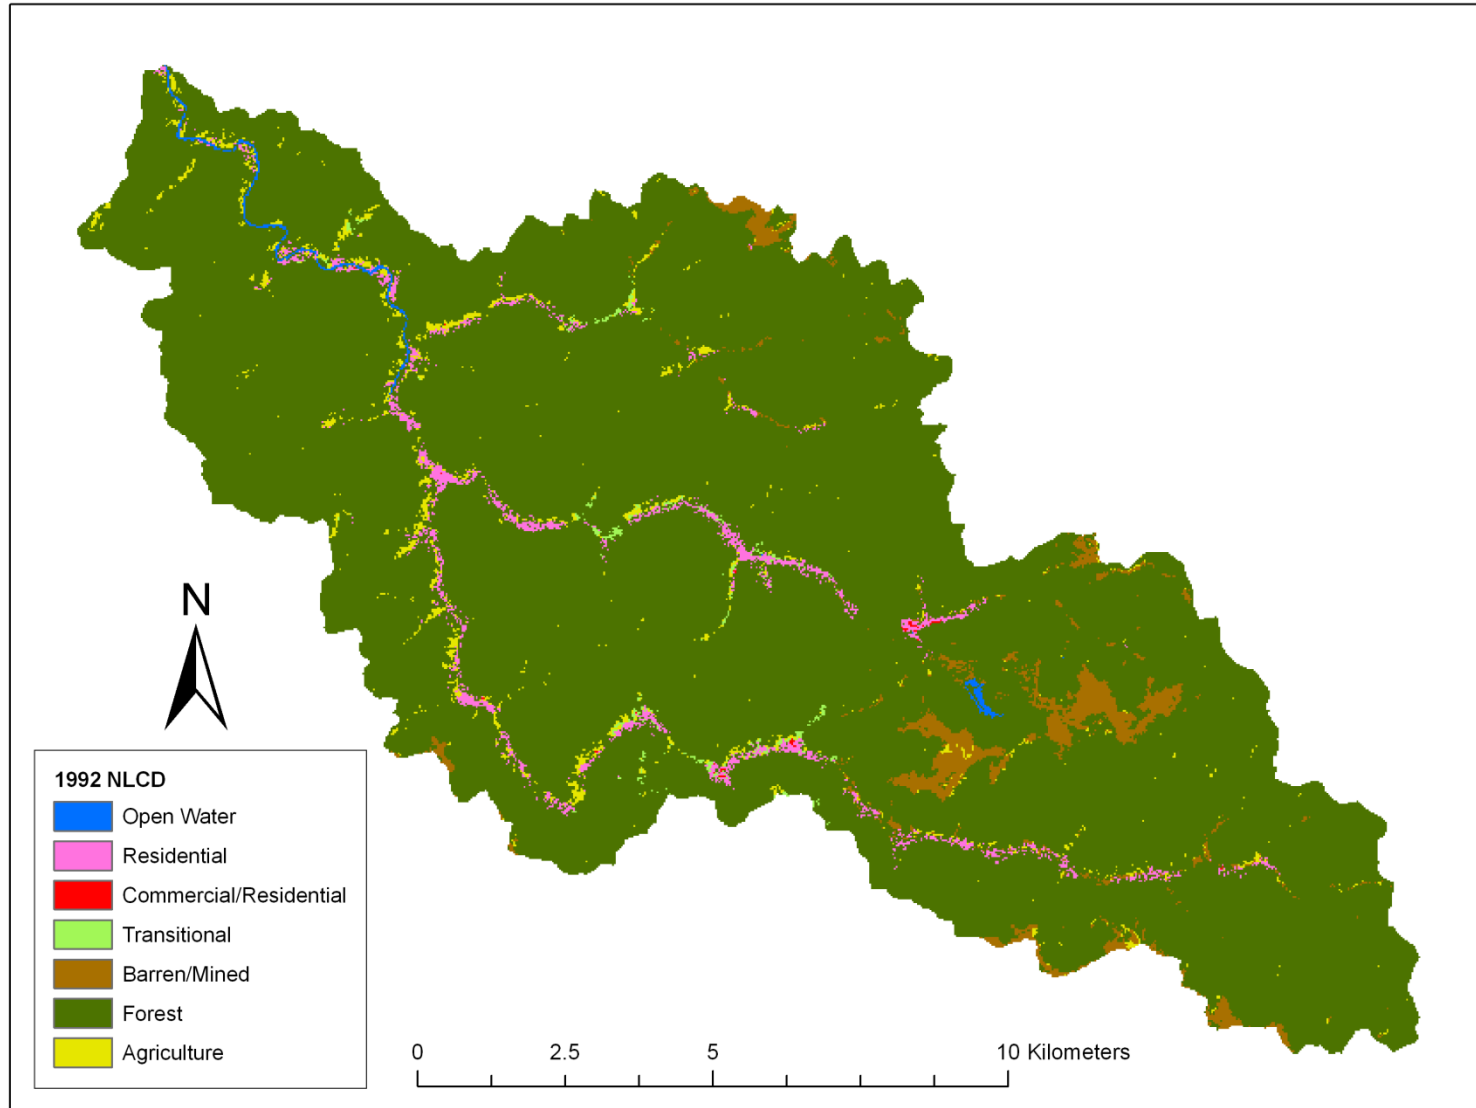 N
1992 NLCD
Open Water
Residential
Commercial/Residential
Transitional
Barren/Mined
Forest
Agriculture
0 2.5 5 10 Kilometers